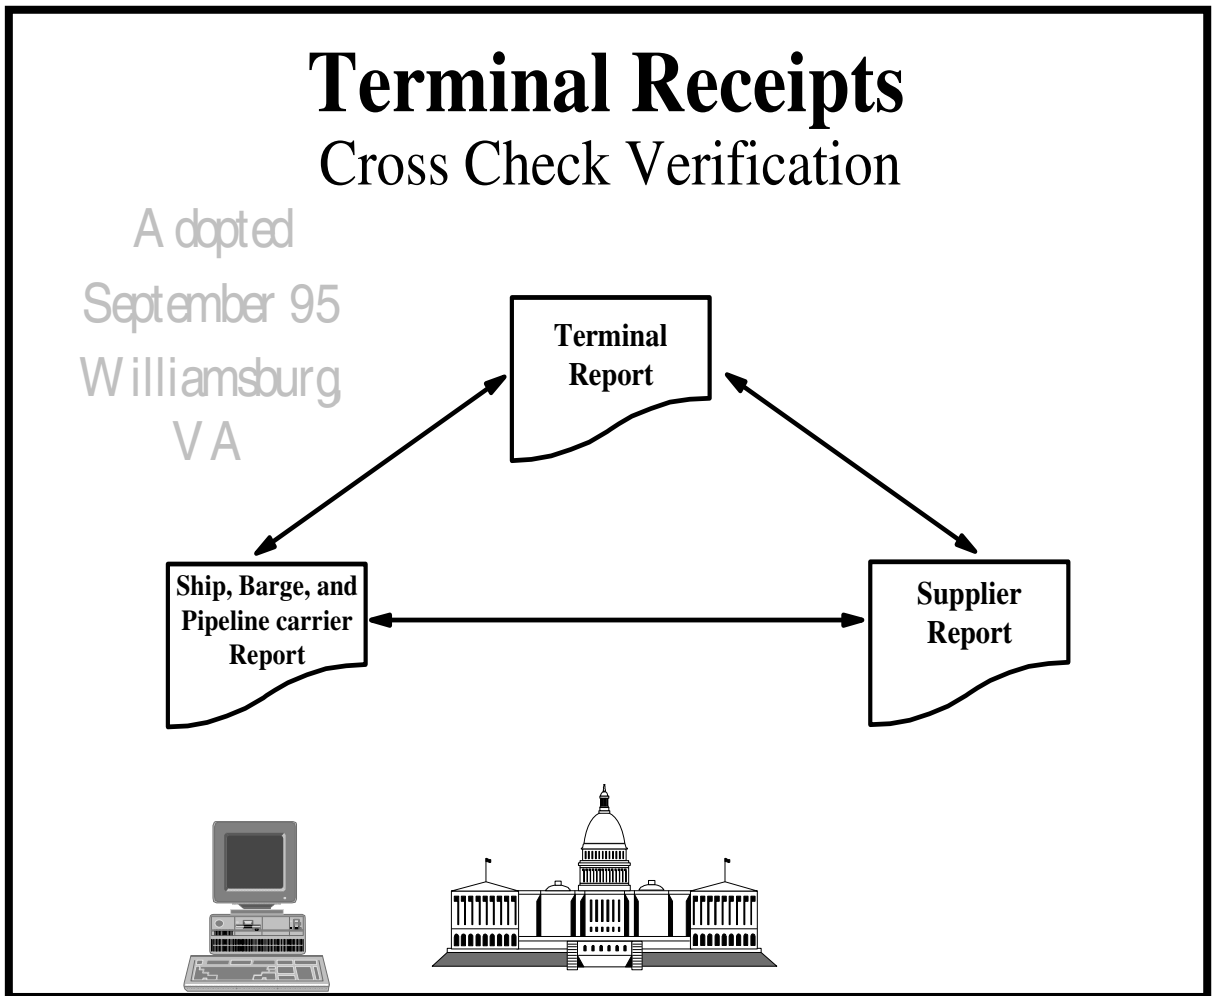 Terminal Receipts
Cross Check Verification
Adopted
September 95
Williamsburg,
VA
Terminal
Report
Ship, Barge, and
Pipeline carrier
Report
Supplier
Report